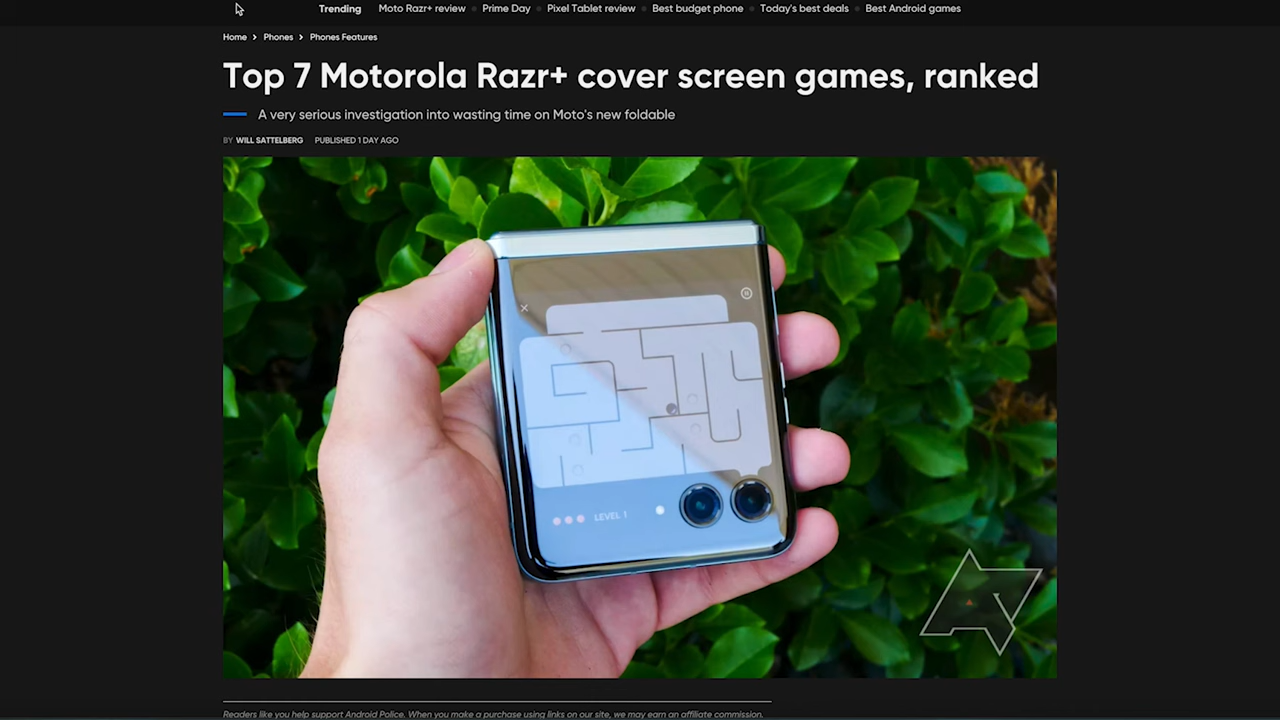 Trending Moto Razr+ review Prime Day Pixel Tablet review Best budget phone Today's best deals Best Android games
Home > Phones > Phones Features
Top 7 Motorola Razr+ cover screen games, ranked
A very serious investigation into wasting time on Moto's new foldable
BY WILL SATTELBERG PUBLISHED 1 DAY AGO
LEVEL 1
Readers like you help support Android Police. When you make a purchase using links on our site, we may earn an affiliate commission.